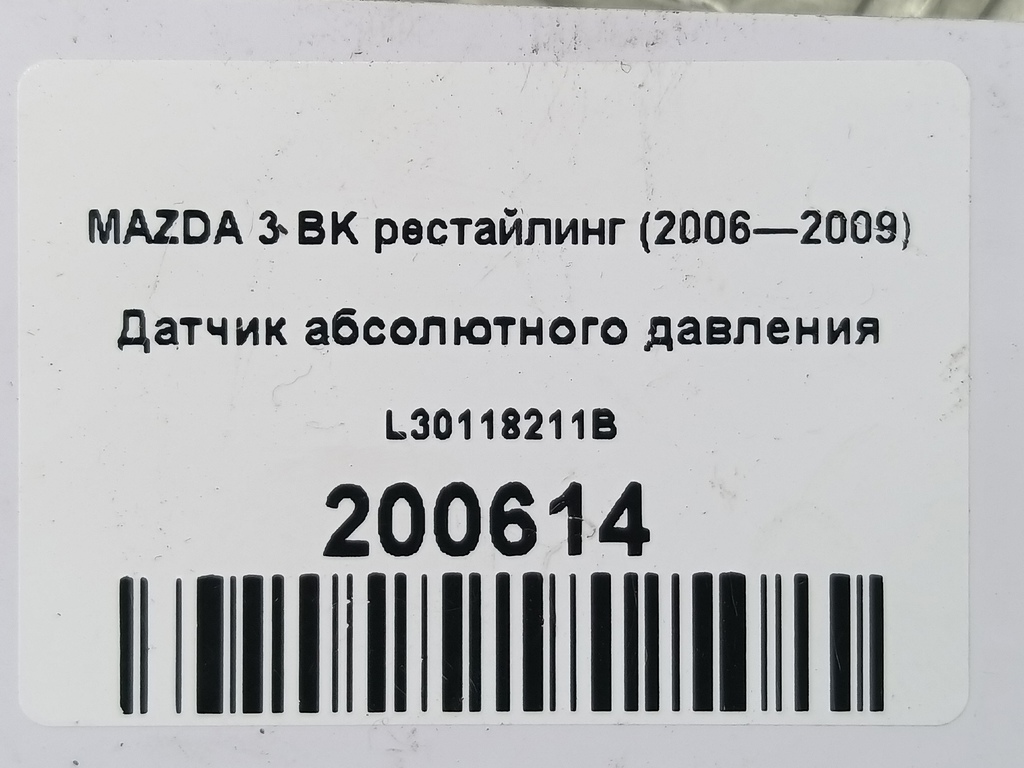 MAZDA 3 BK рестайлинг (2006—2009)
Датчик абсолютного давления
L30118211B
200614